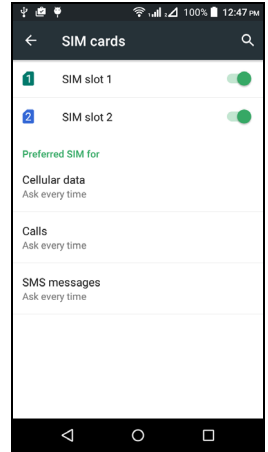 100% 12:47 PM
SIM cards
1 SIM slot 1
2 SIM slot 2
Preferred SIM for
Cellular data
Ask every time
Calls
Ask every time
SMS messages
Ask every time